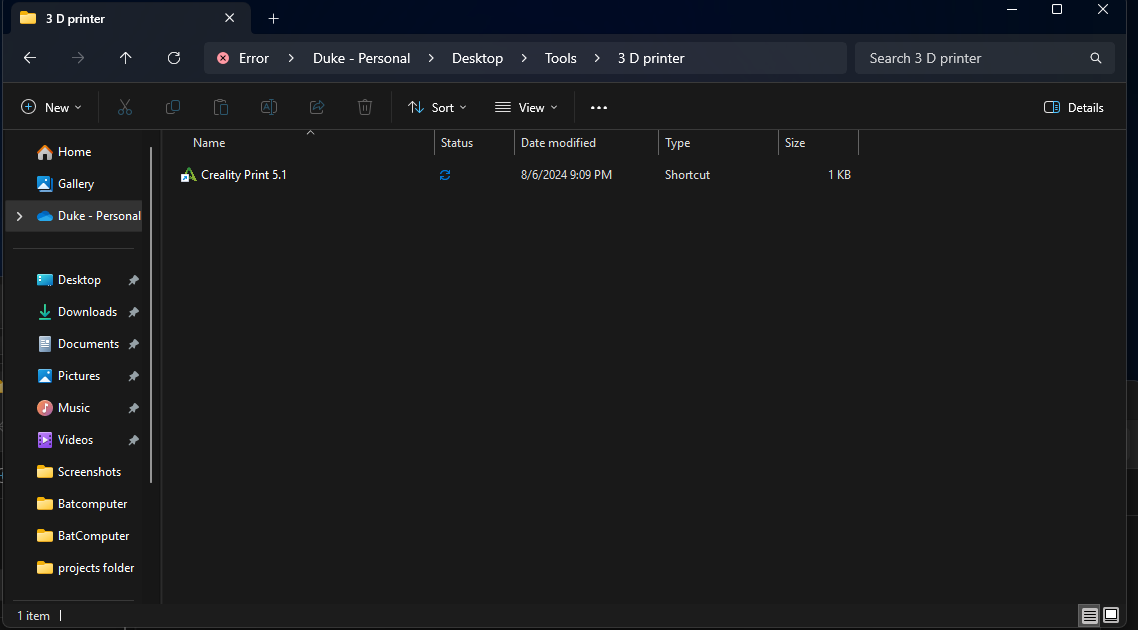 3 D printer
Error > Duke - Personal > Desktop > Tools > 3 D printer
Search 3 D printer
New
Sort
View
Details
Name Status Date modified Type Size
Creality Print 5.1 8/6/2024 9:09 PM Shortcut 1 KB
Home
Gallery
Duke - Personal
Desktop
Downloads
Documents
Pictures
Music
Videos
Screenshots
Batcomputer
BatComputer
projects folder
1 item